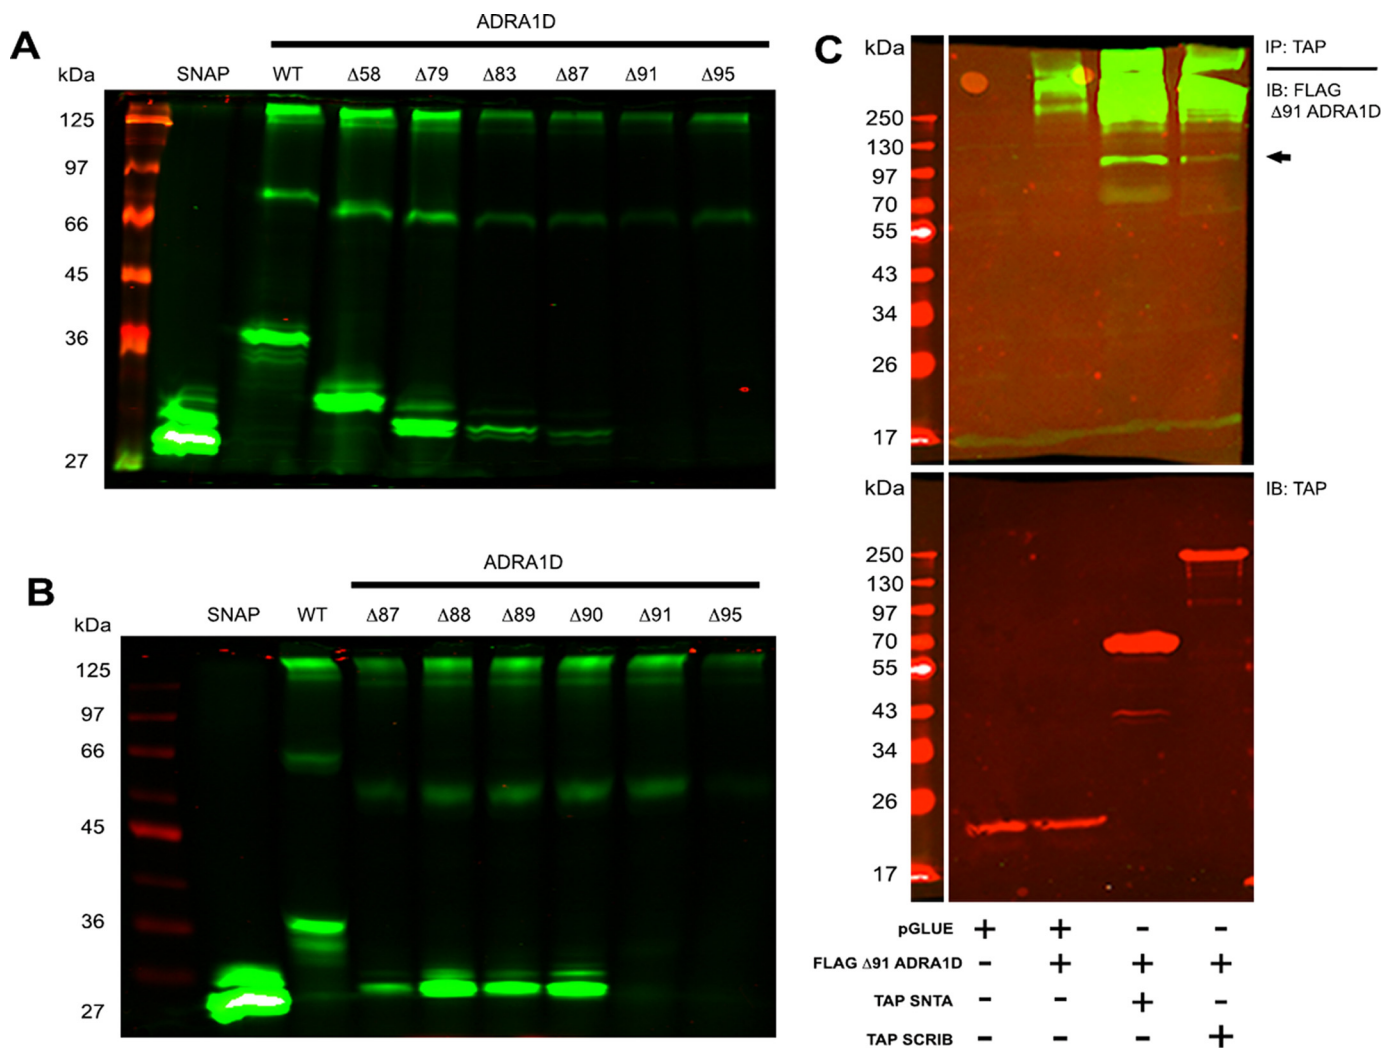 A
ADRA1D
kDa SNAP WT Δ58 Δ79 Δ83 Δ87 Δ91 Δ95
125
97
66
45
36
27
B
ADRA1D
kDa SNAP WT Δ87 Δ88 Δ89 Δ90 Δ91 Δ95
125
97
66
45
36
27
C
kDa
IP: TAP
IB: FLAG
Δ91 ADRA1D
250
130
97
70
55
43
34
26
17
kDa
IB: TAP
250
130
97
70
55
43
34
26
17
pGLUE + + - -
FLAG Δ91 ADRA1D - + + +
TAP SNTA - - + -
TAP SCRIB - - - +